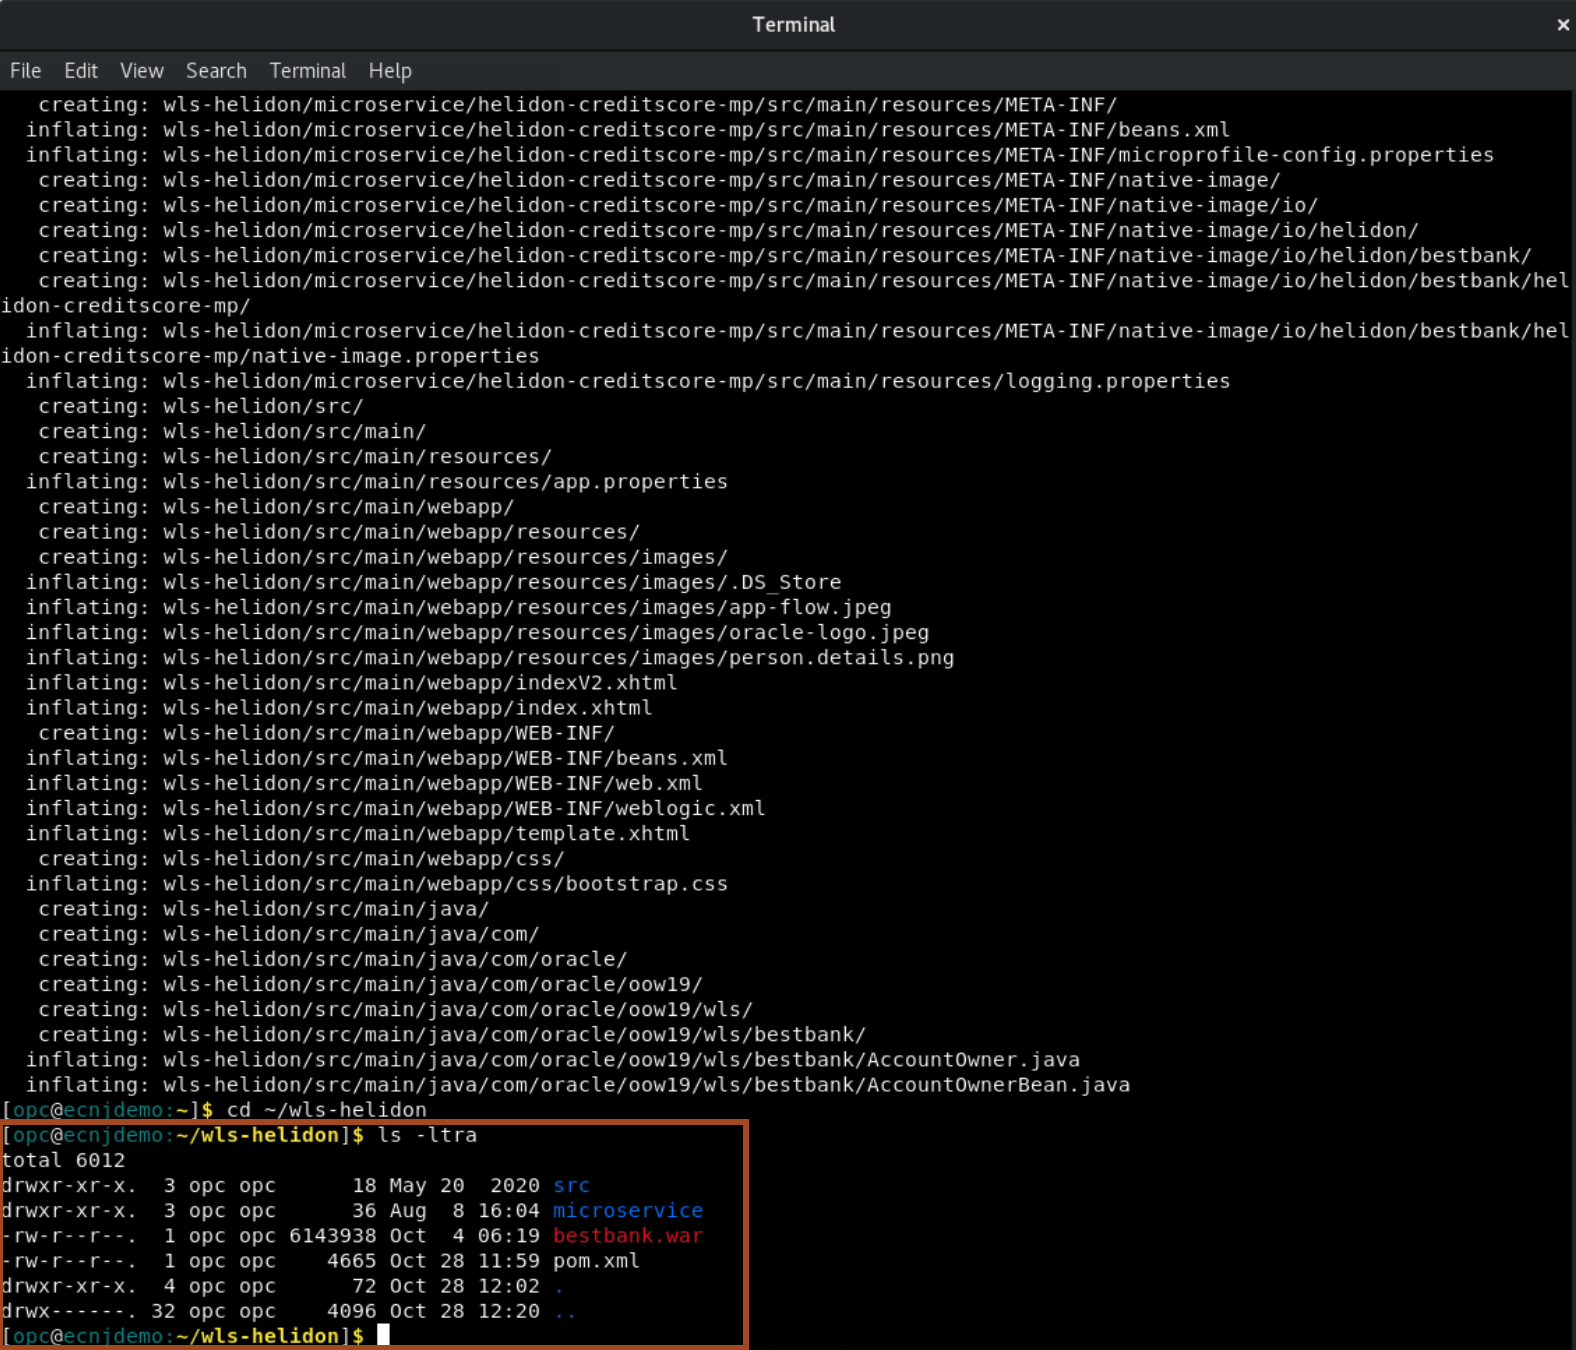 Terminal ×
File Edit View Search Terminal Help
   creating: wls-helidon/microservice/helidon-creditscore-mp/src/main/resources/META-INF/
  inflating: wls-helidon/microservice/helidon-creditscore-mp/src/main/resources/META-INF/beans.xml
  inflating: wls-helidon/microservice/helidon-creditscore-mp/src/main/resources/META-INF/microprofile-config.properties
   creating: wls-helidon/microservice/helidon-creditscore-mp/src/main/resources/META-INF/native-image/
   creating: wls-helidon/microservice/helidon-creditscore-mp/src/main/resources/META-INF/native-image/io/
   creating: wls-helidon/microservice/helidon-creditscore-mp/src/main/resources/META-INF/native-image/io/helidon/
   creating: wls-helidon/microservice/helidon-creditscore-mp/src/main/resources/META-INF/native-image/io/helidon/bestbank/
   creating: wls-helidon/microservice/helidon-creditscore-mp/src/main/resources/META-INF/native-image/io/helidon/bestbank/hel
idon-creditscore-mp/
  inflating: wls-helidon/microservice/helidon-creditscore-mp/src/main/resources/META-INF/native-image/io/helidon/bestbank/hel
idon-creditscore-mp/native-image.properties
  inflating: wls-helidon/microservice/helidon-creditscore-mp/src/main/resources/logging.properties
   creating: wls-helidon/src/
   creating: wls-helidon/src/main/
   creating: wls-helidon/src/main/resources/
  inflating: wls-helidon/src/main/resources/app.properties
   creating: wls-helidon/src/main/webapp/
   creating: wls-helidon/src/main/webapp/resources/
   creating: wls-helidon/src/main/webapp/resources/images/
  inflating: wls-helidon/src/main/webapp/resources/images/.DS_Store
  inflating: wls-helidon/src/main/webapp/resources/images/app-flow.jpeg
  inflating: wls-helidon/src/main/webapp/resources/images/oracle-logo.jpeg
  inflating: wls-helidon/src/main/webapp/resources/images/person.details.png
  inflating: wls-helidon/src/main/webapp/indexV2.xhtml
  inflating: wls-helidon/src/main/webapp/index.xhtml
   creating: wls-helidon/src/main/webapp/WEB-INF/
  inflating: wls-helidon/src/main/webapp/WEB-INF/beans.xml
  inflating: wls-helidon/src/main/webapp/WEB-INF/web.xml
  inflating: wls-helidon/src/main/webapp/WEB-INF/weblogic.xml
  inflating: wls-helidon/src/main/webapp/template.xhtml
   creating: wls-helidon/src/main/webapp/css/
  inflating: wls-helidon/src/main/webapp/css/bootstrap.css
   creating: wls-helidon/src/main/java/
   creating: wls-helidon/src/main/java/com/
   creating: wls-helidon/src/main/java/com/oracle/
   creating: wls-helidon/src/main/java/com/oracle/oow19/
   creating: wls-helidon/src/main/java/com/oracle/oow19/wls/
   creating: wls-helidon/src/main/java/com/oracle/oow19/wls/bestbank/
  inflating: wls-helidon/src/main/java/com/oracle/oow19/wls/bestbank/AccountOwner.java
  inflating: wls-helidon/src/main/java/com/oracle/oow19/wls/bestbank/AccountOwnerBean.java
[opc@ecnjdemo:~]$ cd ~/wls-helidon
[opc@ecnjdemo:~/wls-helidon]$ ls -ltra
total 6012
drwxr-xr-x.  3 opc opc      18 May 20  2020 src
drwxr-xr-x.  3 opc opc      36 Aug  8 16:04 microservice
-rw-r--r--.  1 opc opc 6143938 Oct  4 06:19 bestbank.war
-rw-r--r--.  1 opc opc    4665 Oct 28 11:59 pom.xml
drwxr-xr-x.  4 opc opc      72 Oct 28 12:02 .
drwx------. 32 opc opc    4096 Oct 28 12:20 ..
[opc@ecnjdemo:~/wls-helidon]$